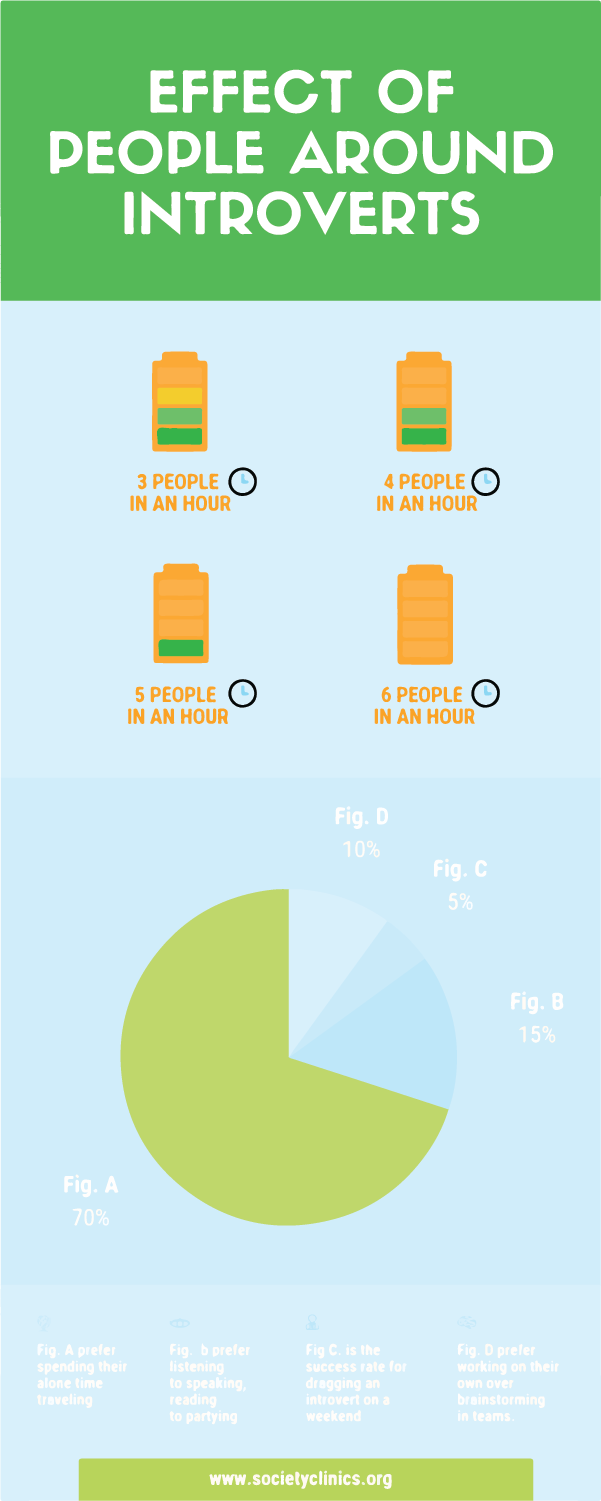 EFFECT OF
PEOPLE AROUND
INTROVERTS
3 PEOPLE
IN AN HOUR
4 PEOPLE
IN AN HOUR
5 PEOPLE
IN AN HOUR
6 PEOPLE
IN AN HOUR
Fig. D
10%
Fig. C
5%
Fig. B
15%
Fig. A
70%
Fig. A prefer
spending their
alone time
traveling
Fig. b prefer
listening
to speaking,
reading
to partying
Fig C. is the
success rate for
dragging an
introvert on a
weekend
Fig. D prefer
working on their
own over
brainstorming
in teams.
www.societyclinics.org